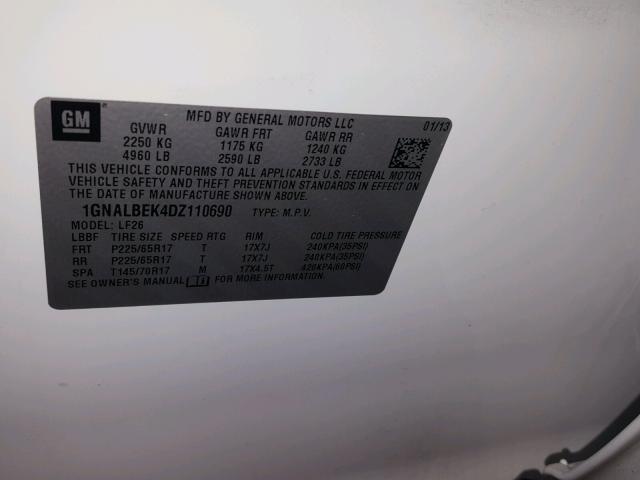 GM
MFD BY GENERAL MOTORS LLC 01/13
GVWR GAWR FRT GAWR RR
2250 KG 1175 KG 1240 KG
4960 LB 2590 LB 2733 LB
THIS VEHICLE CONFORMS TO ALL APPLICABLE U.S. FEDERAL MOTOR
VEHICLE SAFETY AND THEFT PREVENTION STANDARDS IN EFFECT ON
THE DATE OF MANUFACTURE SHOWN ABOVE.
1GNALBEK4DZ110690 TYPE: M.P.V.
MODEL: LF26
LBBF TIRE SIZE SPEED RTG RIM COLD TIRE PRESSURE
FRT P225/65R17 T 17X7J 240KPA(35PSI)
RR P225/65R17 T 17X7J 240KPA(35PSI)
SPA T145/70R17 M 17X4.5T 420KPA(60PSI)
SEE OWNER'S MANUAL FOR MORE INFORMATION.